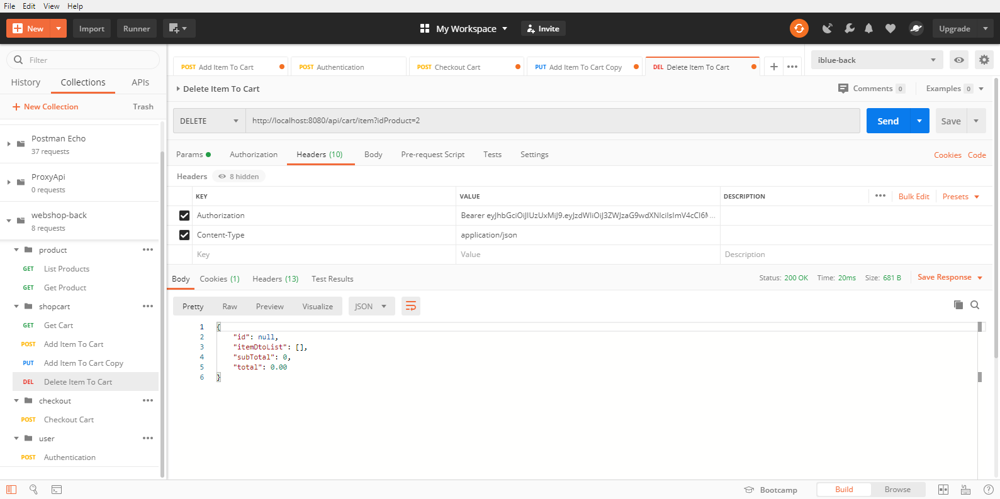 File Edit View Help
New Import Runner My Workspace Invite Upgrade
Filter
History Collections APIs
New Collection Trash
Postman Echo
37 requests
ProxyApi
0 requests
webshop-back
8 requests
product
GET List Products
GET Get Product
shopcart
GET Get Cart
POST Add Item To Cart
PUT Add Item To Cart Copy
DEL Delete Item To Cart
checkout
POST Checkout Cart
user
POST Authentication
POST Add Item To Cart POST Authentication POST Checkout Cart PUT Add Item To Cart Copy DEL Delete Item To Cart iblue-back
Delete Item To Cart Comments 0 Examples 0
DELETE http://localhost:8080/api/cart/item?idProduct=2 Send Save
Params Authorization Headers (10) Body Pre-request Script Tests Settings Cookies Code
Headers 8 hidden
KEY VALUE DESCRIPTION Bulk Edit Presets
Authorization Bearer
Content-Type application/json
Key Value Description
Body Cookies (1) Headers (13) Test Results Status: 200 OK Time: 20ms Size: 681 B Save Response
Pretty Raw Preview Visualize JSON
1 {
2 "id": null,
3 "itemDtoList": [],
4 "subTotal": 0,
5 "total": 0.00
6 }
Bootcamp Build Browse